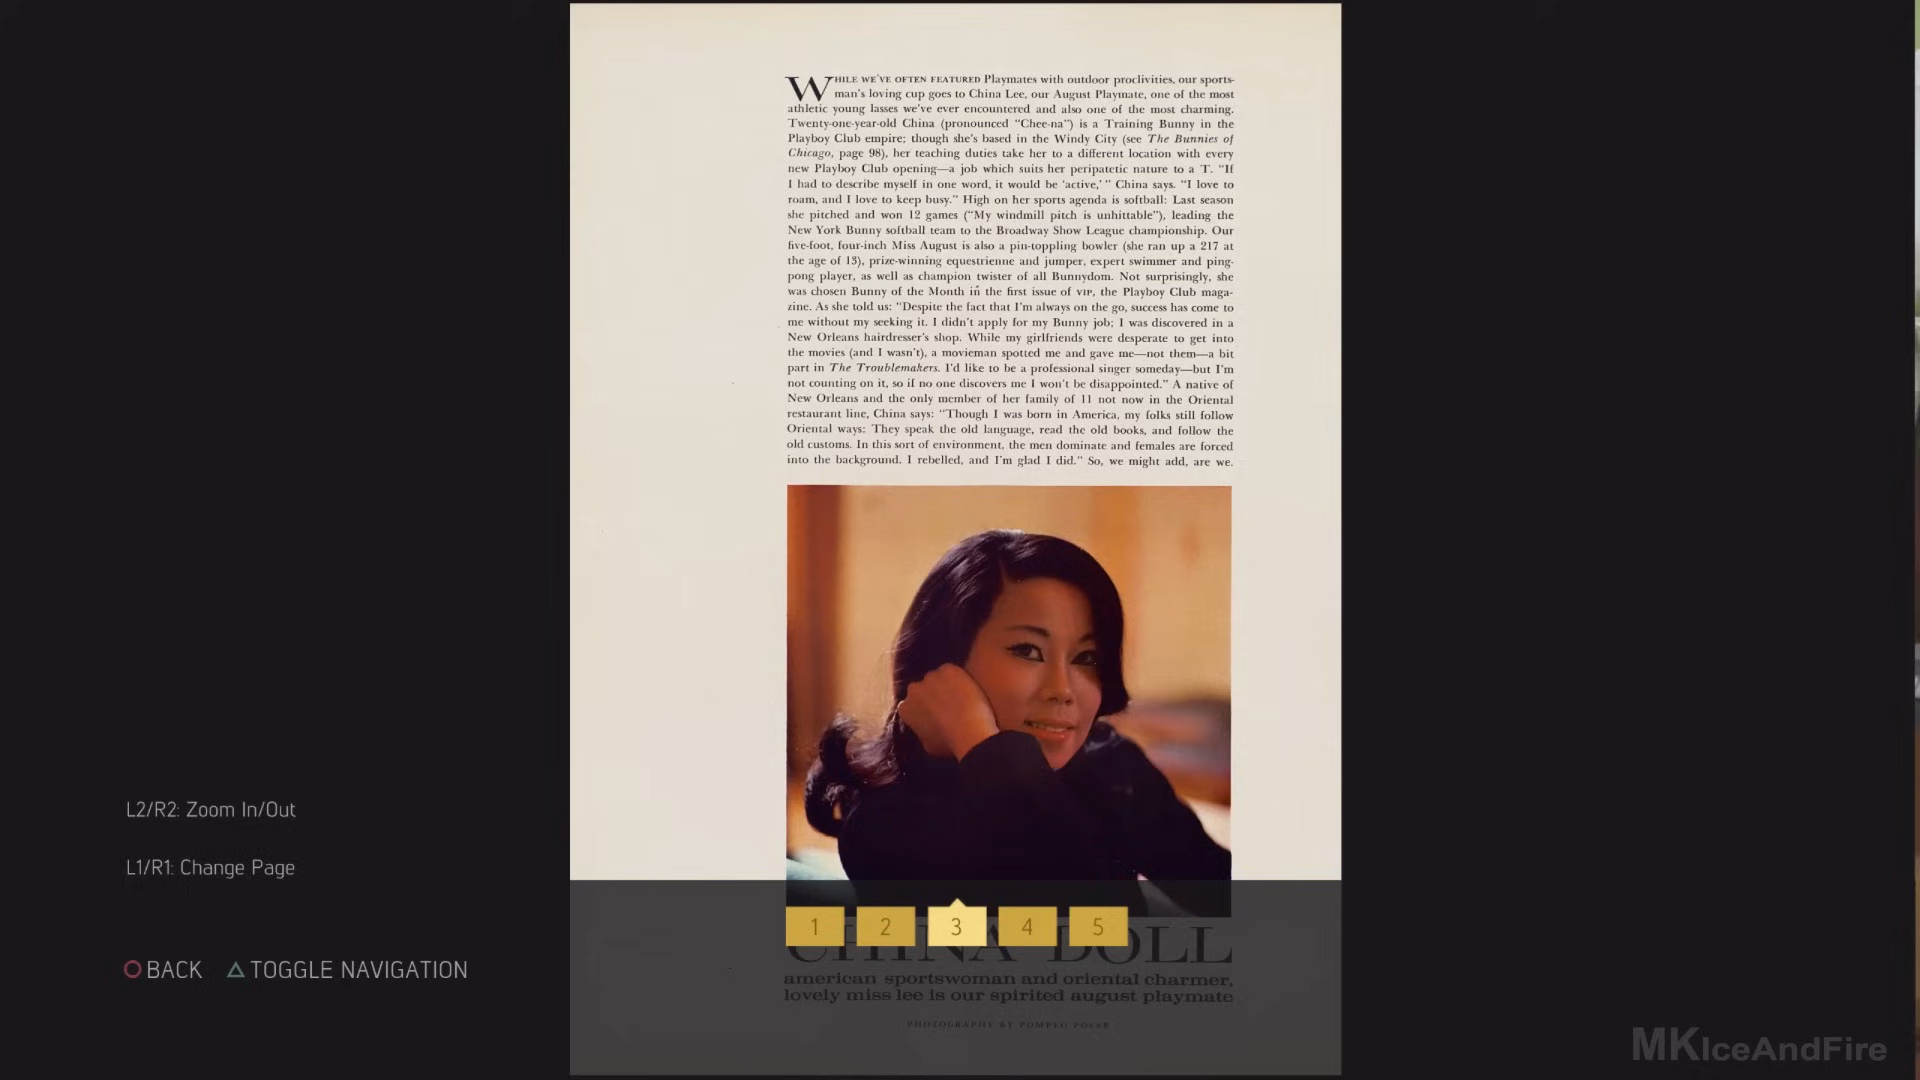 WHILE WE'VE OFTEN FEATURED Playmates with outdoor proclivities, our sports-
man's loving cup goes to China Lee, our August Playmate, one of the most
athletic young lasses we've ever encountered and also one of the most charming.
Twenty-one-year-old China (pronounced "Chee-na") is a Training Bunny in the
Playboy Club empire; though she's based in the Windy City (see The Bunnies of
Chicago, page 98), her teaching duties take her to a different location with every
new Playboy Club opening—a job which suits her peripatetic nature to a T. "If
I had to describe myself in one word, it would be 'active,' " China says. "I love to
roam, and I love to keep busy." High on her sports agenda is softball: Last season
she pitched and won 12 games ("My windmill pitch is unhittable"), leading the
New York Bunny softball team to the Broadway Show League championship. Our
five-foot, four-inch Miss August is also a pin-toppling bowler (she ran up a 217 at
the age of 13), prize-winning equestrienne and jumper, expert swimmer and ping-
pong player, as well as champion twister of all Bunnydom. Not surprisingly, she
was chosen Bunny of the Month in the first issue of VIP, the Playboy Club maga-
zine. As she told us: "Despite the fact that I'm always on the go, success has come to
me without my seeking it. I didn't apply for my Bunny job; I was discovered in a
New Orleans hairdresser's shop. While my girlfriends were desperate to get into
the movies (and I wasn't), a movieman spotted me and gave me—not them—a bit
part in The Troublemakers. I'd like to be a professional singer someday—but I'm
not counting on it, so if no one discovers me I won't be disappointed." A native of
New Orleans and the only member of her family of 11 not now in the Oriental
restaurant line, China says: "Though I was born in America, my folks still follow
Oriental ways: They speak the old language, read the old books, and follow the
old customs. In this sort of environment, the men dominate and females are forced
into the background. I rebelled, and I'm glad I did." So, we might add, are we.
L2/R2: Zoom In/Out
L1/R1: Change Page
1 2 3 4 5
CHINA DOLL
BACK TOGGLE NAVIGATION
american sportswoman and oriental charmer,
lovely miss lee is our spirited august playmate
PHOTOGRAPHY BY POMPEO POSAR
MKIceAndFire